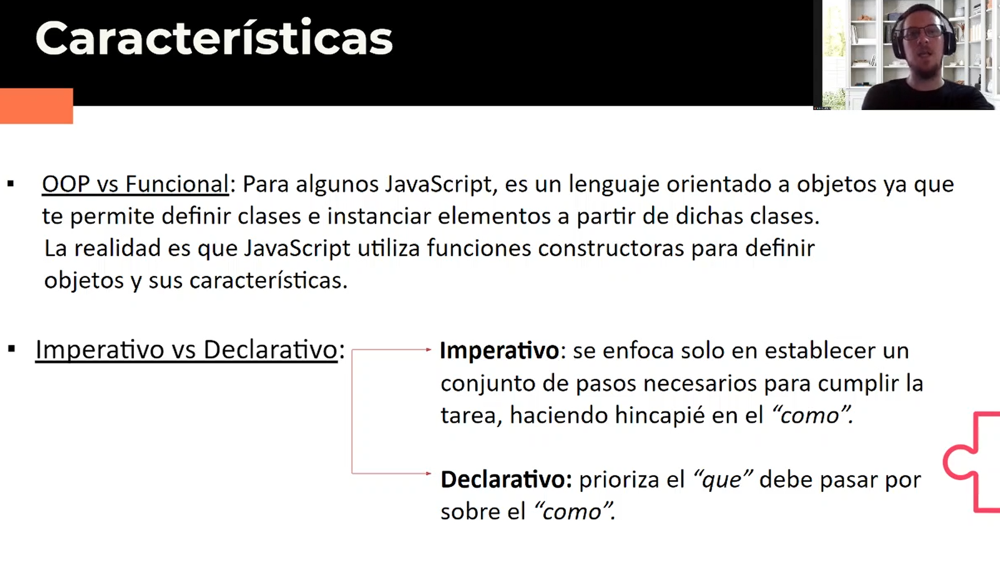 Características
▪ OOP vs Funcional: Para algunos JavaScript, es un lenguaje orientado a objetos ya que
te permite definir clases e instanciar elementos a partir de dichas clases.
La realidad es que JavaScript utiliza funciones constructoras para definir
objetos y sus características.
▪ Imperativo vs Declarativo:
Imperativo: se enfoca solo en establecer un
conjunto de pasos necesarios para cumplir la
tarea, haciendo hincapié en el “como”.
Declarativo: prioriza el “que” debe pasar por
sobre el “como”.